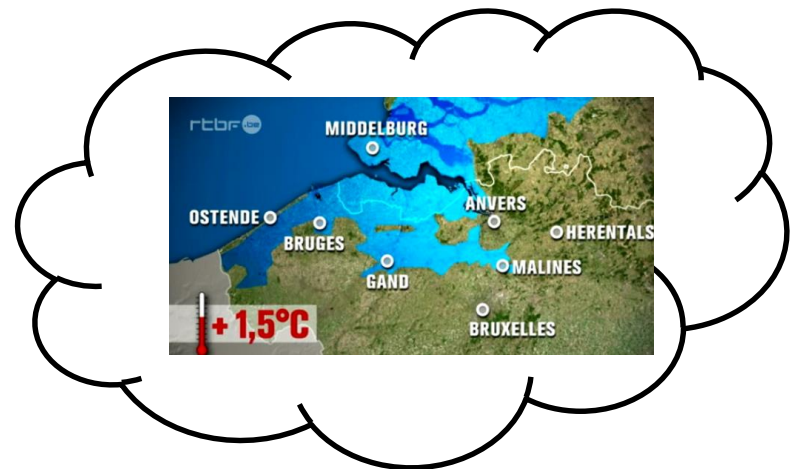 rtbf.be
MIDDELBURG
OSTENDE
ANVERS
BRUGES
HERENTALS
GAND
MALINES
+ 1,5°C
BRUXELLES